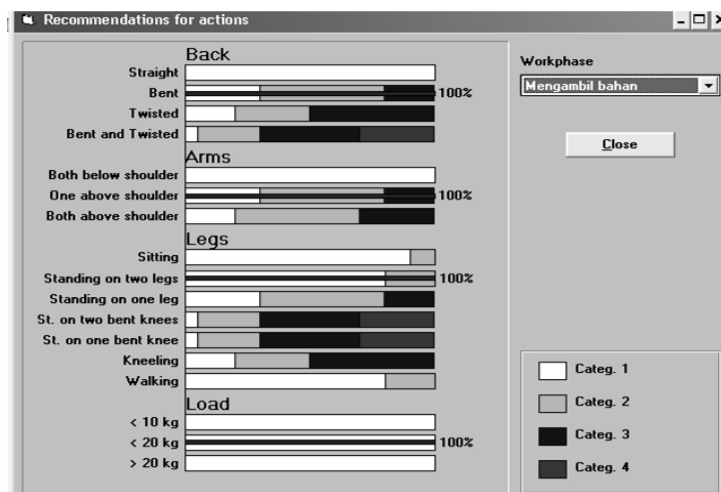 Recommendations for actions
Back
Straight
Bent 100%
Twisted
Bent and Twisted
Arms
Both below shoulder
One above shoulder 100%
Both above shoulder
Legs
Sitting
Standing on two legs 100%
Standing on one leg
St. on two bent knees
St. on one bent knee
Kneeling
Walking
Load
< 10 kg
< 20 kg 100%
> 20 kg
Workphase
Mengambil bahan
Close
Categ. 1
Categ. 2
Categ. 3
Categ. 4